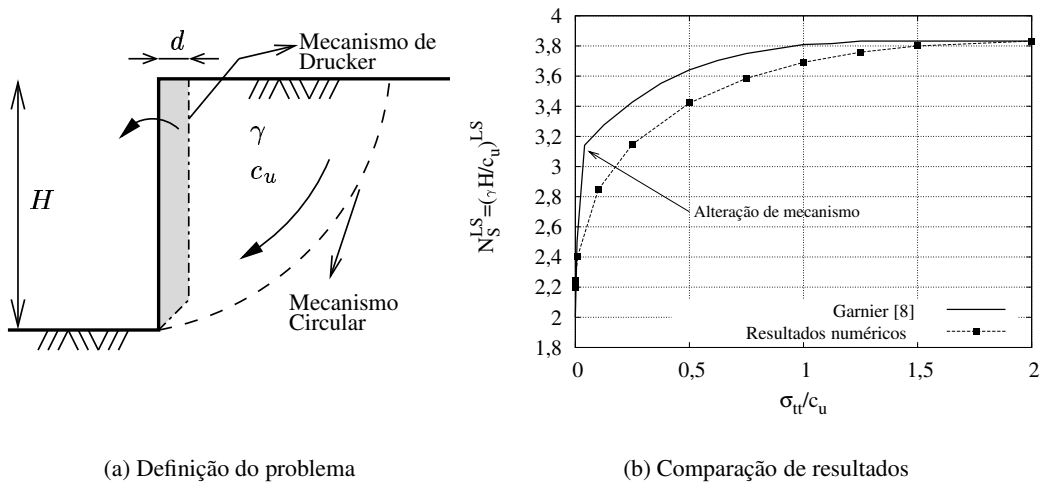 d
Mecanismo de
Drucker
H
γ
c_u
Mecanismo
Circular
(a) Definição do problema
4
3,8
3,6
3,4
3,2
3
2,8
2,6
2,4
2,2
2
1,8
N_S^LS=(γH/c_u)^LS
Alteração de mecanismo
Garnier [8]
Resultados numéricos
0
0,5
1
1,5
2
σ_tt/c_u
(b) Comparação de resultados